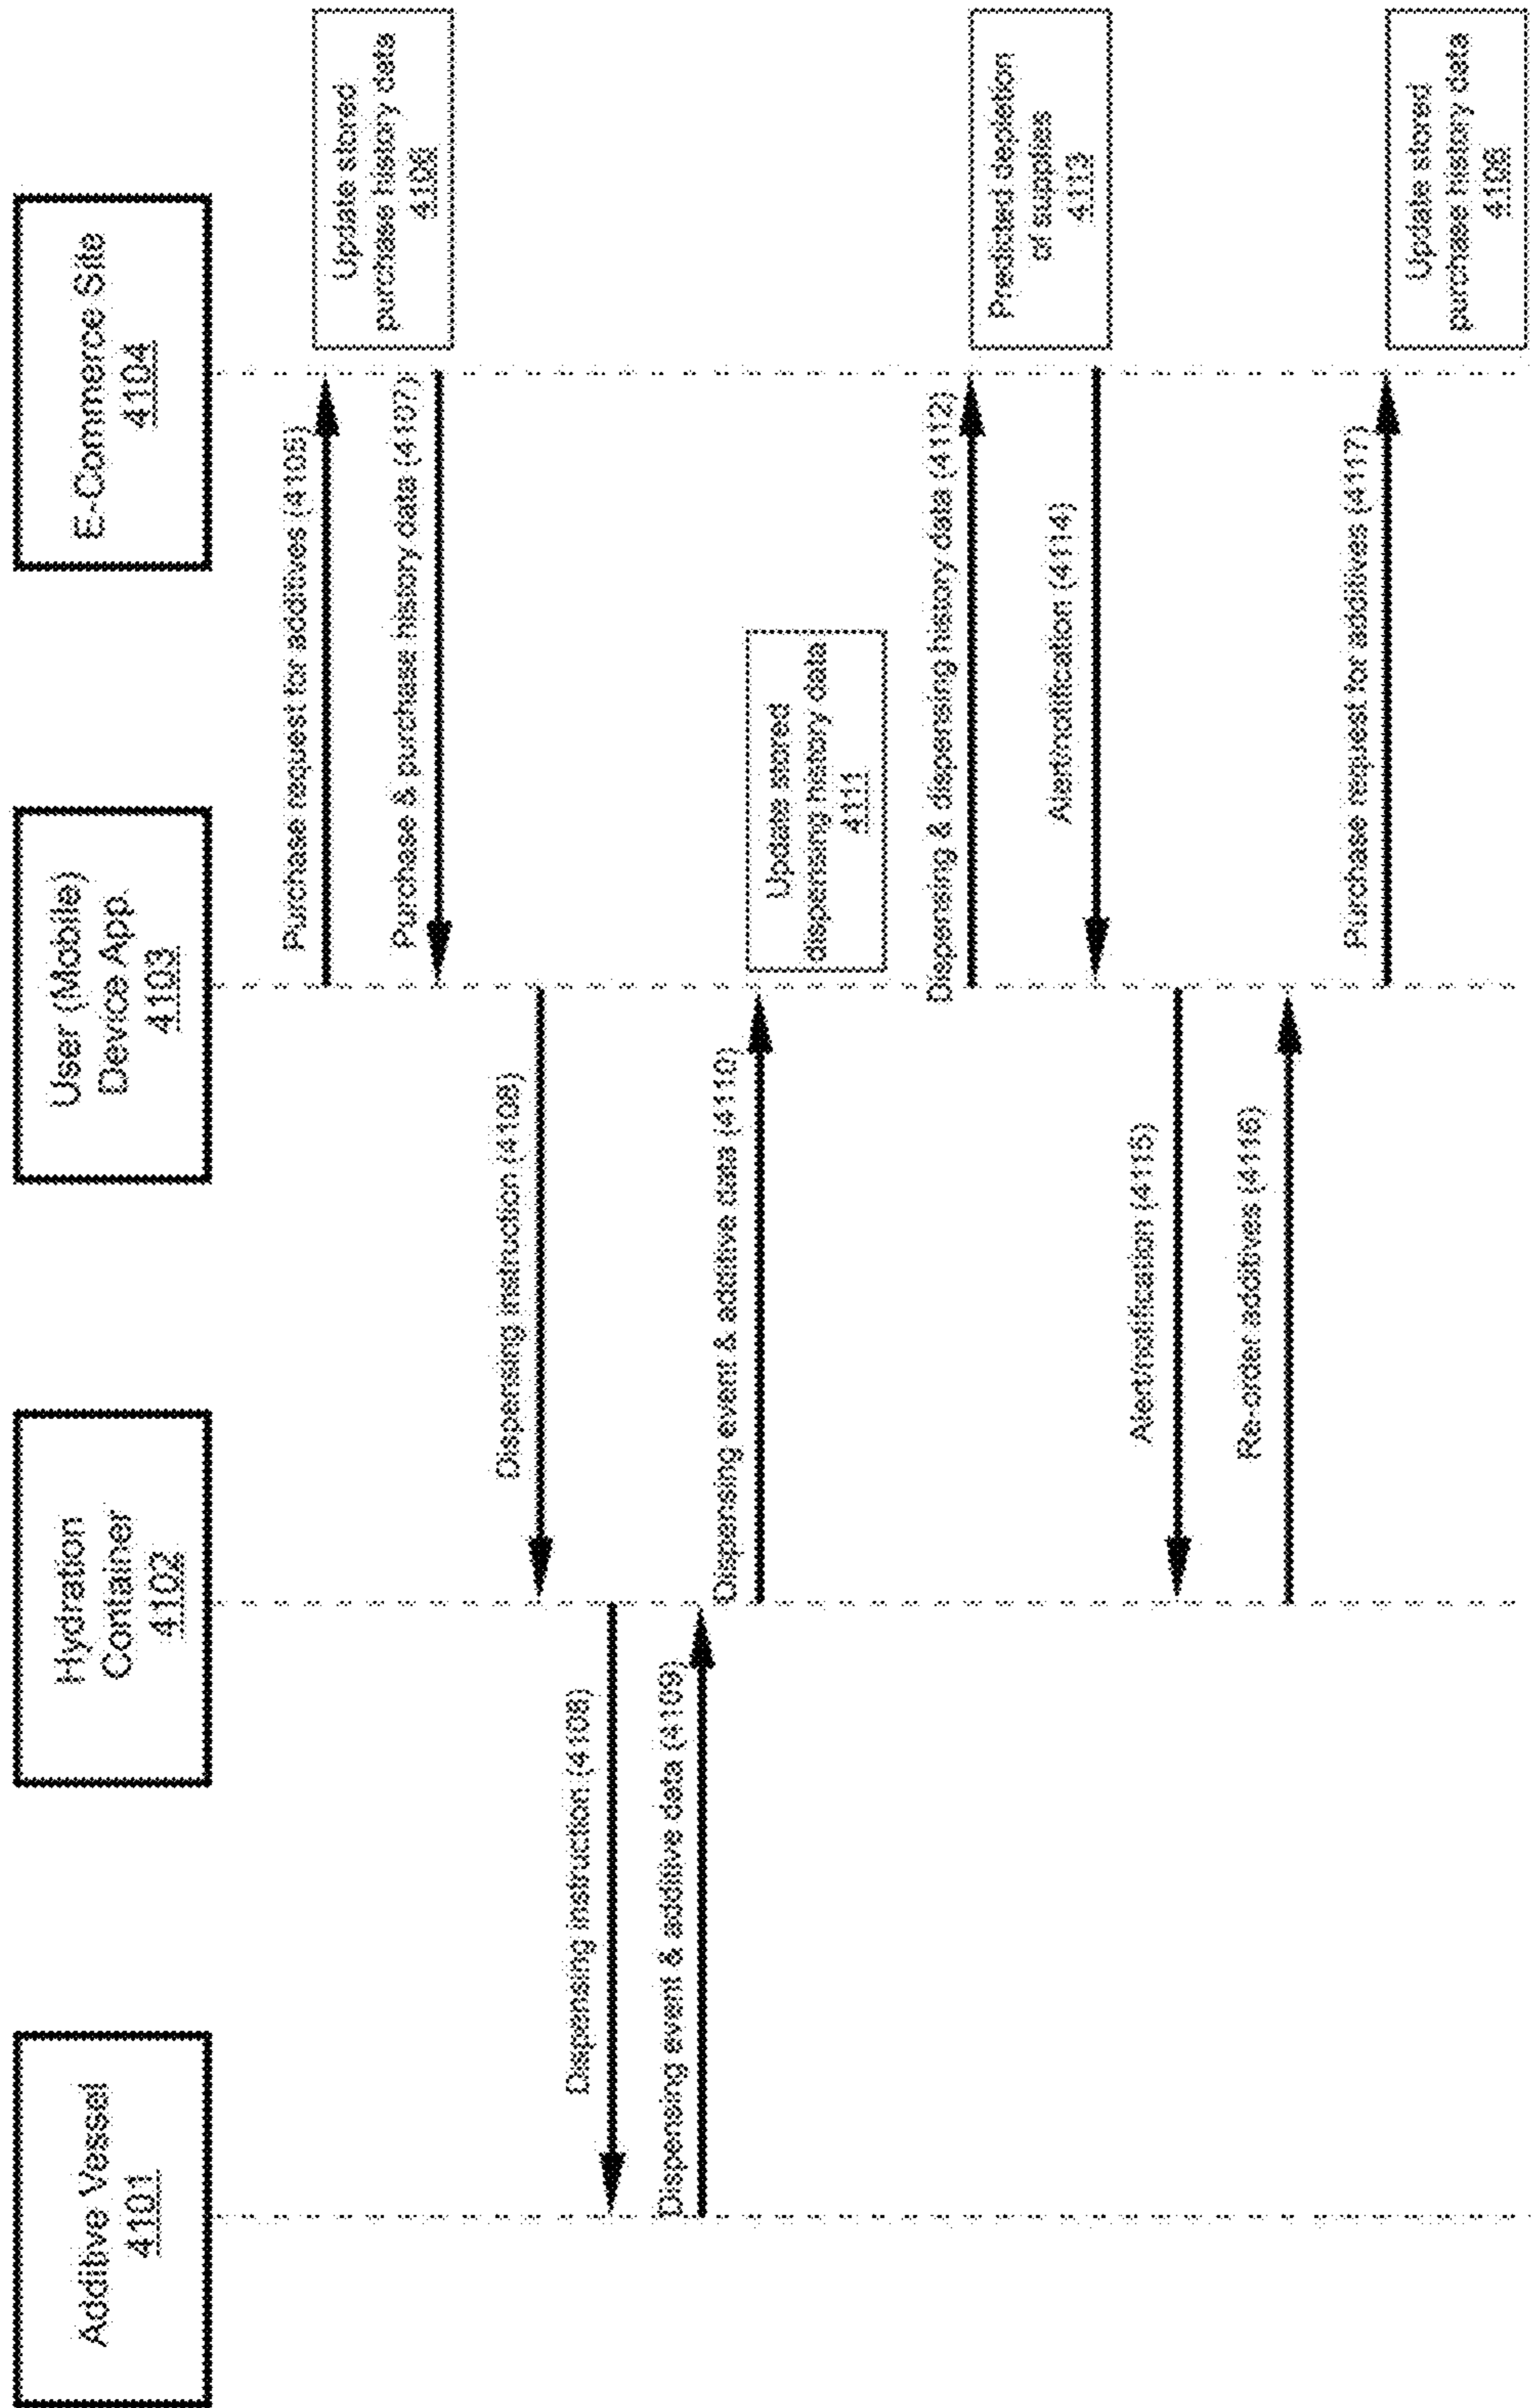 Additive Vessel
4101
Hydration
Container
4102
User (Mobile)
Device App.
4103
E-Commerce Site
4104
Purchase request for additives (4105)
Update stored
purchase history data
4106
Purchase & purchase history data (4107)
Dispensing instruction (4108)
Dispensing instruction (4108)
Dispensing event & additive data (4109)
Dispensing event & additive data (4110)
Update stored
dispensing history data
4111
Dispensing & dispensing history data (4112)
Predicted depletion
of supplies
4113
Alert/notification (4114)
Alert/notification (4115)
Re-order additives (4116)
Purchase request for additives (4117)
Update stored
purchase history data
4106